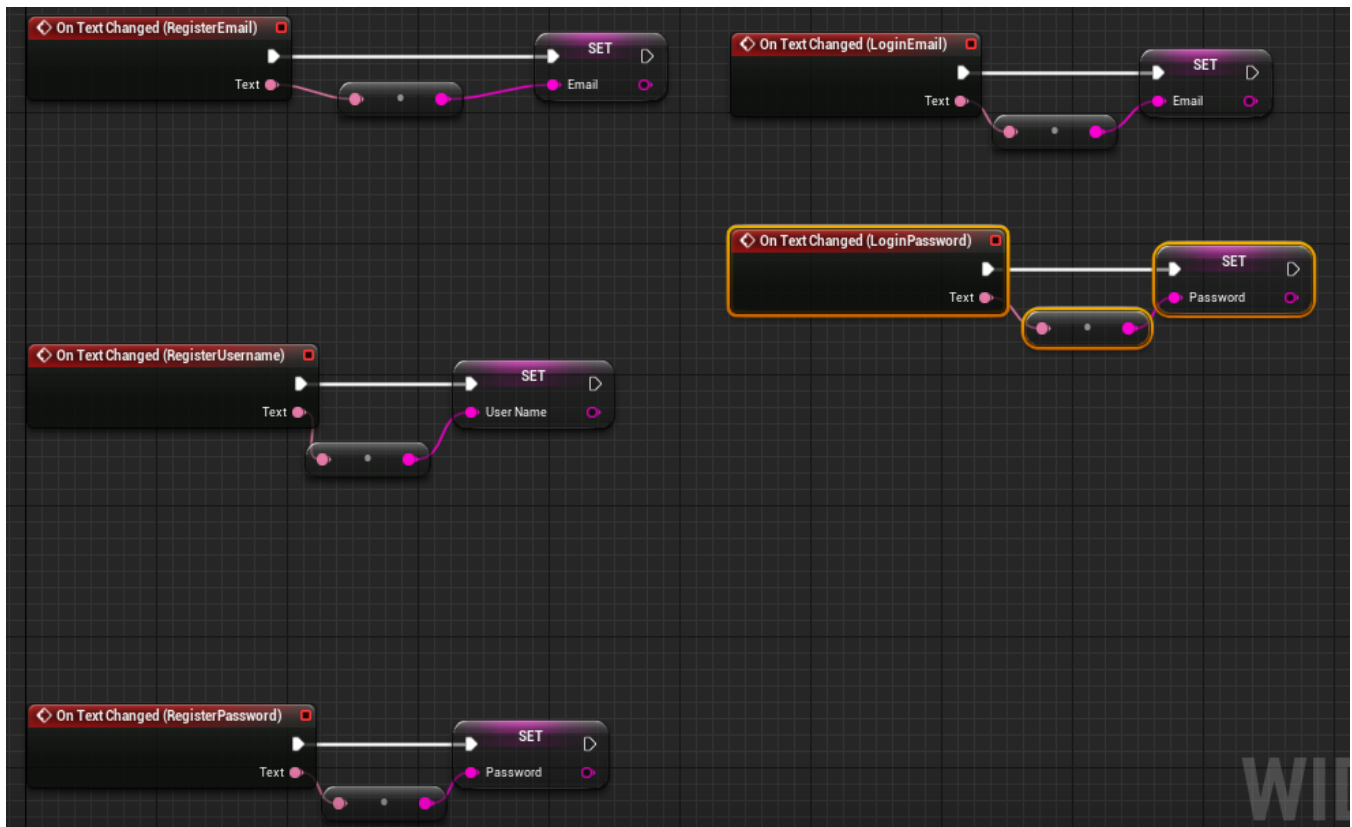 On Text Changed (RegisterEmail)
Text
SET
Email
On Text Changed (LoginEmail)
Text
SET
Email
On Text Changed (LoginPassword)
Text
SET
Password
On Text Changed (RegisterUsername)
Text
SET
User Name
On Text Changed (RegisterPassword)
Text
SET
Password
WID